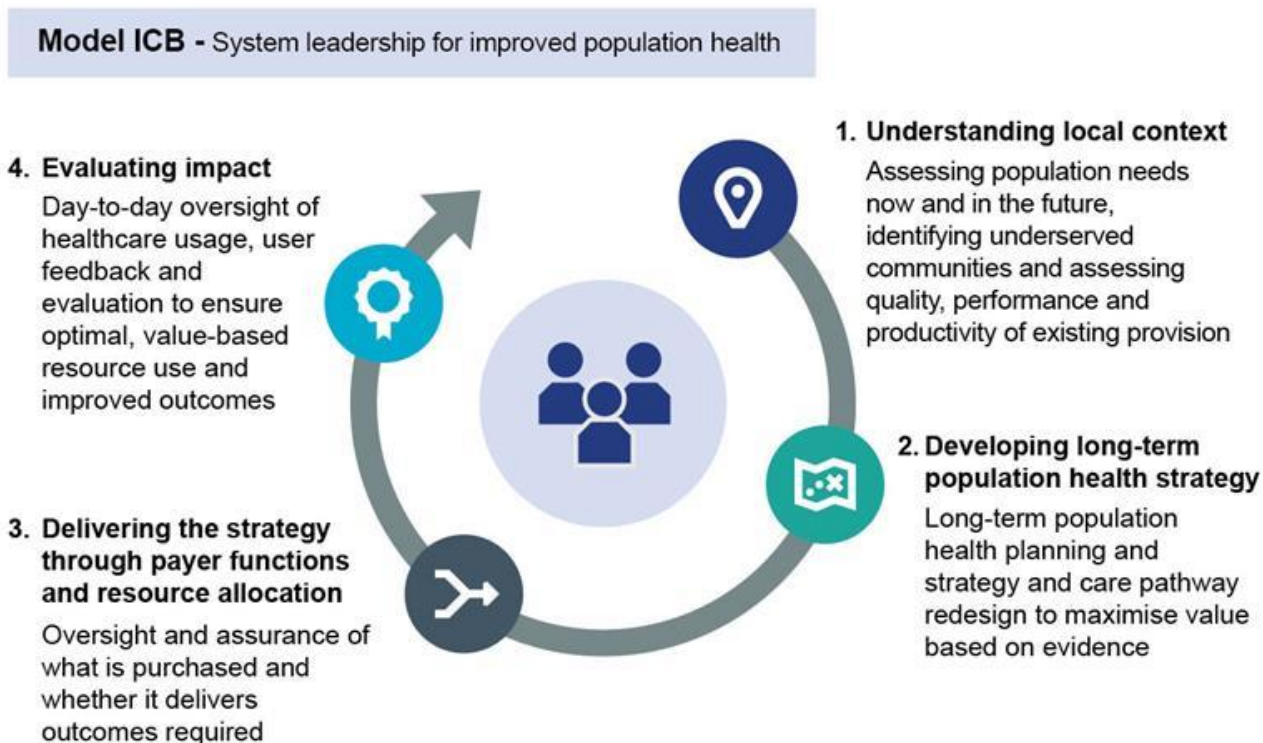 Model ICB - System leadership for improved population health
1. Understanding local context
Assessing population needs
now and in the future,
identifying underserved
communities and assessing
quality, performance and
productivity of existing provision
2. Developing long-term
population health strategy
Long-term population
health planning and
strategy and care pathway
redesign to maximise value
based on evidence
3. Delivering the strategy
through payer functions
and resource allocation
Oversight and assurance of
what is purchased and
whether it delivers
outcomes required
4. Evaluating impact
Day-to-day oversight of
healthcare usage, user
feedback and
evaluation to ensure
optimal, value-based
resource use and
improved outcomes